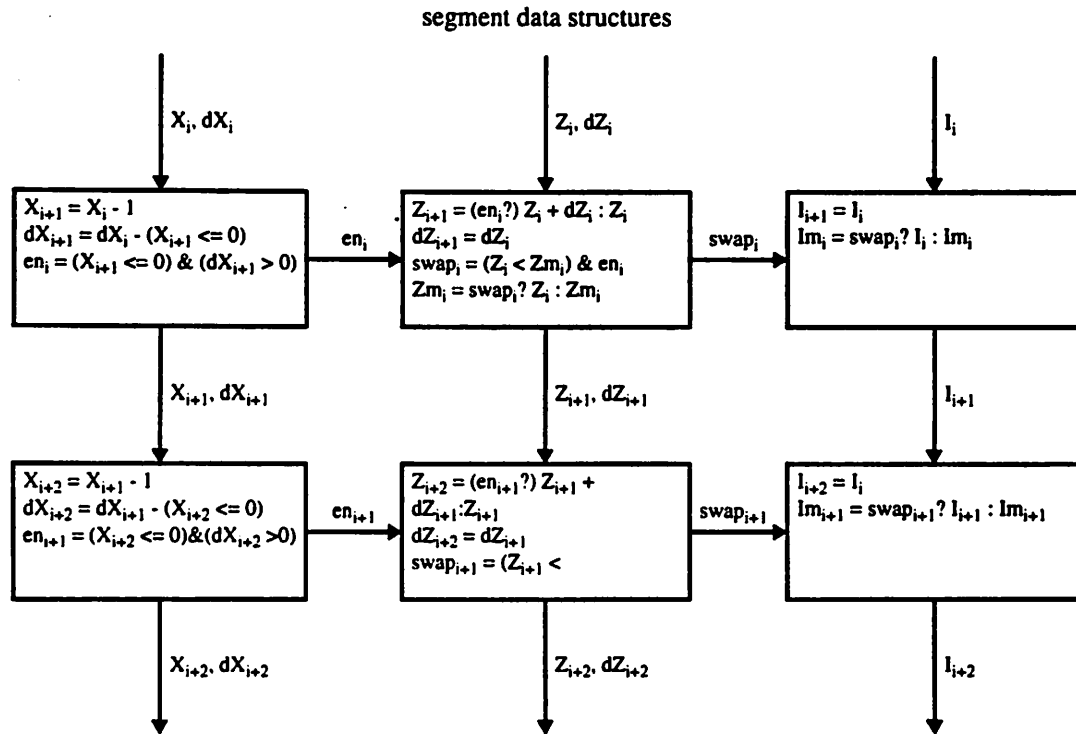 segment data structures
X_i, dX_i
Z_i, dZ_i
I_i
X_{i+1} = X_i - 1
dX_{i+1} = dX_i - (X_{i+1} <= 0)
en_i = (X_{i+1} <= 0) & (dX_{i+1} > 0)
en_i
Z_{i+1} = (en_i?) Z_i + dZ_i : Z_i
dZ_{i+1} = dZ_i
swap_i = (Z_i < Zm_i) & en_i
Zm_i = swap_i? Z_i : Zm_i
swap_i
I_{i+1} = I_i
Im_i = swap_i? I_i : Im_i
X_{i+1}, dX_{i+1}
Z_{i+1}, dZ_{i+1}
I_{i+1}
X_{i+2} = X_{i+1} - 1
dX_{i+2} = dX_{i+1} - (X_{i+2} <= 0)
en_{i+1} = (X_{i+2} <= 0)&(dX_{i+2} >0)
en_{i+1}
Z_{i+2} = (en_{i+1}?) Z_{i+1} +
dZ_{i+1}:Z_{i+1}
dZ_{i+2} = dZ_{i+1}
swap_{i+1} = (Z_{i+1} <
swap_{i+1}
I_{i+2} = I_i
Im_{i+1} = swap_{i+1}? I_{i+1} : Im_{i+1}
X_{i+2}, dX_{i+2}
Z_{i+2}, dZ_{i+2}
I_{i+2}